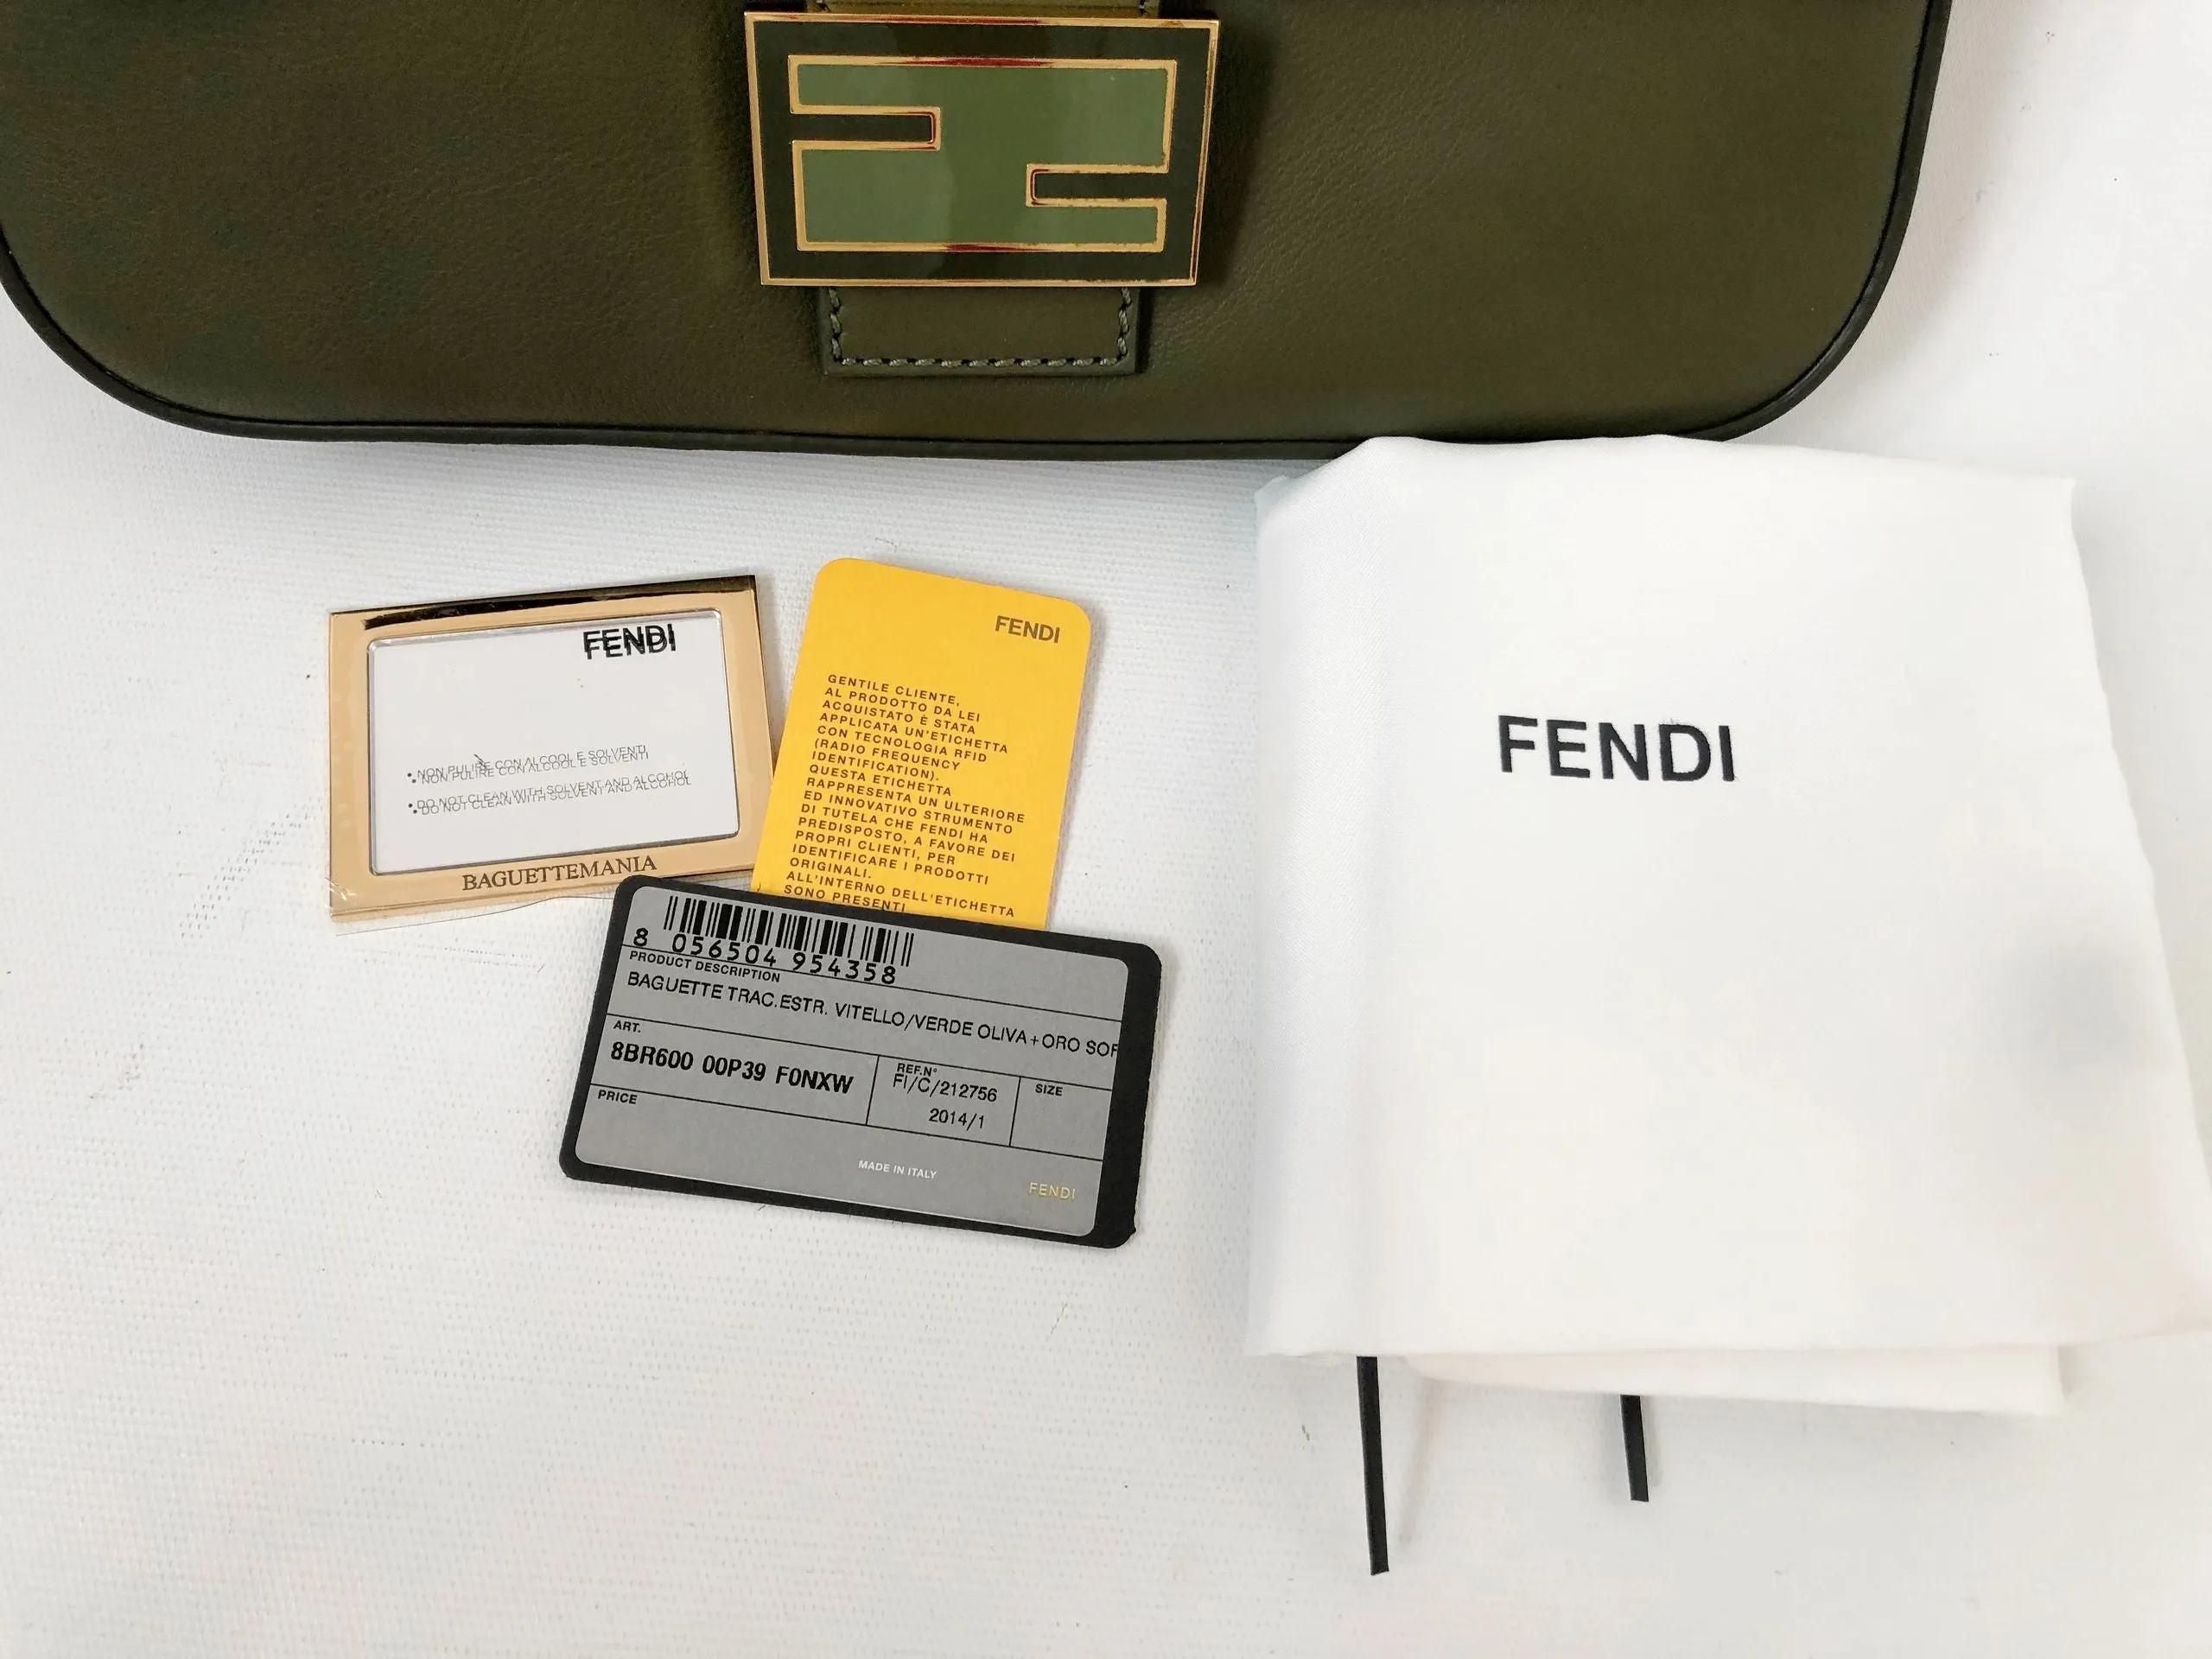 FENDI
• NON PULIRE CON ALCOOL E SOLVENTI
• DO NOT CLEAN WITH SOLVENT AND ALCOHOL
BAGUETTEMANIA
FENDI
GENTILE CLIENTE,
AL PRODOTTO DA LEI
ACQUISTATO È STATA
APPLICATA UN'ETICHETTA
CON TECNOLOGIA RFID
(RADIO FREQUENCY
IDENTIFICATION).
QUESTA ETICHETTA
RAPPRESENTA UN ULTERIORE
ED INNOVATIVO STRUMENTO
DI TUTELA CHE FENDI HA
PREDISPOSTO, A FAVORE DEI
PROPRI CLIENTI, PER
IDENTIFICARE I PRODOTTI
ORIGINALI.
ALL'INTERNO DELL'ETICHETTA
SONO PRESENTI
8 056504 954358
PRODUCT DESCRIPTION
BAGUETTE TRAC.ESTR. VITELLO/VERDE OLIVA+ORO SOF
ART.
8BR600 00P39 F0NXW
REF.N°
FI/C/212756
2014/1
SIZE
PRICE
MADE IN ITALY
FENDI
FENDI